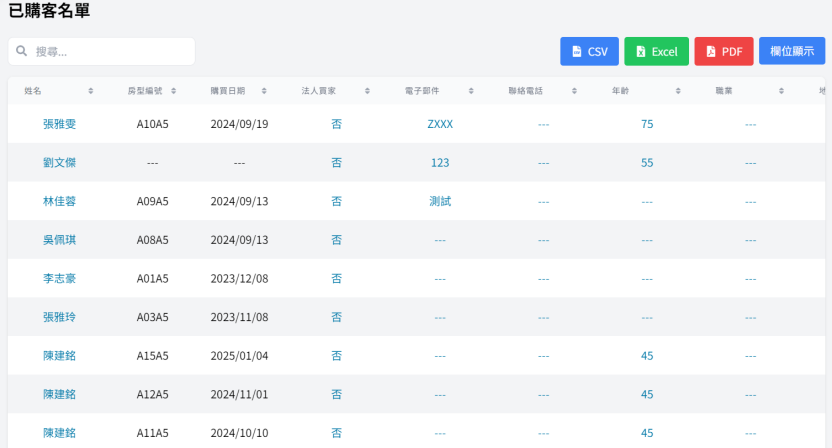 已購客名單
搜尋... CSV Excel PDF 欄位顯示
姓名 房型編號 購買日期 法人買家 電子郵件 聯絡電話 年齡 職業
張雅雯 A10A5 2024/09/19 否 ZXXX --- 75 ---
劉文傑 --- --- 否 123 --- 55 ---
林佳蓉 A09A5 2024/09/13 否 測試 --- --- ---
吳佩琪 A08A5 2024/09/13 否 --- --- --- ---
李志豪 A01A5 2023/12/08 否 --- --- --- ---
張雅玲 A03A5 2023/11/08 否 --- --- --- ---
陳建銘 A15A5 2025/01/04 否 --- --- 45 ---
陳建銘 A12A5 2024/11/01 否 --- --- 45 ---
陳建銘 A11A5 2024/10/10 否 --- --- 45 ---